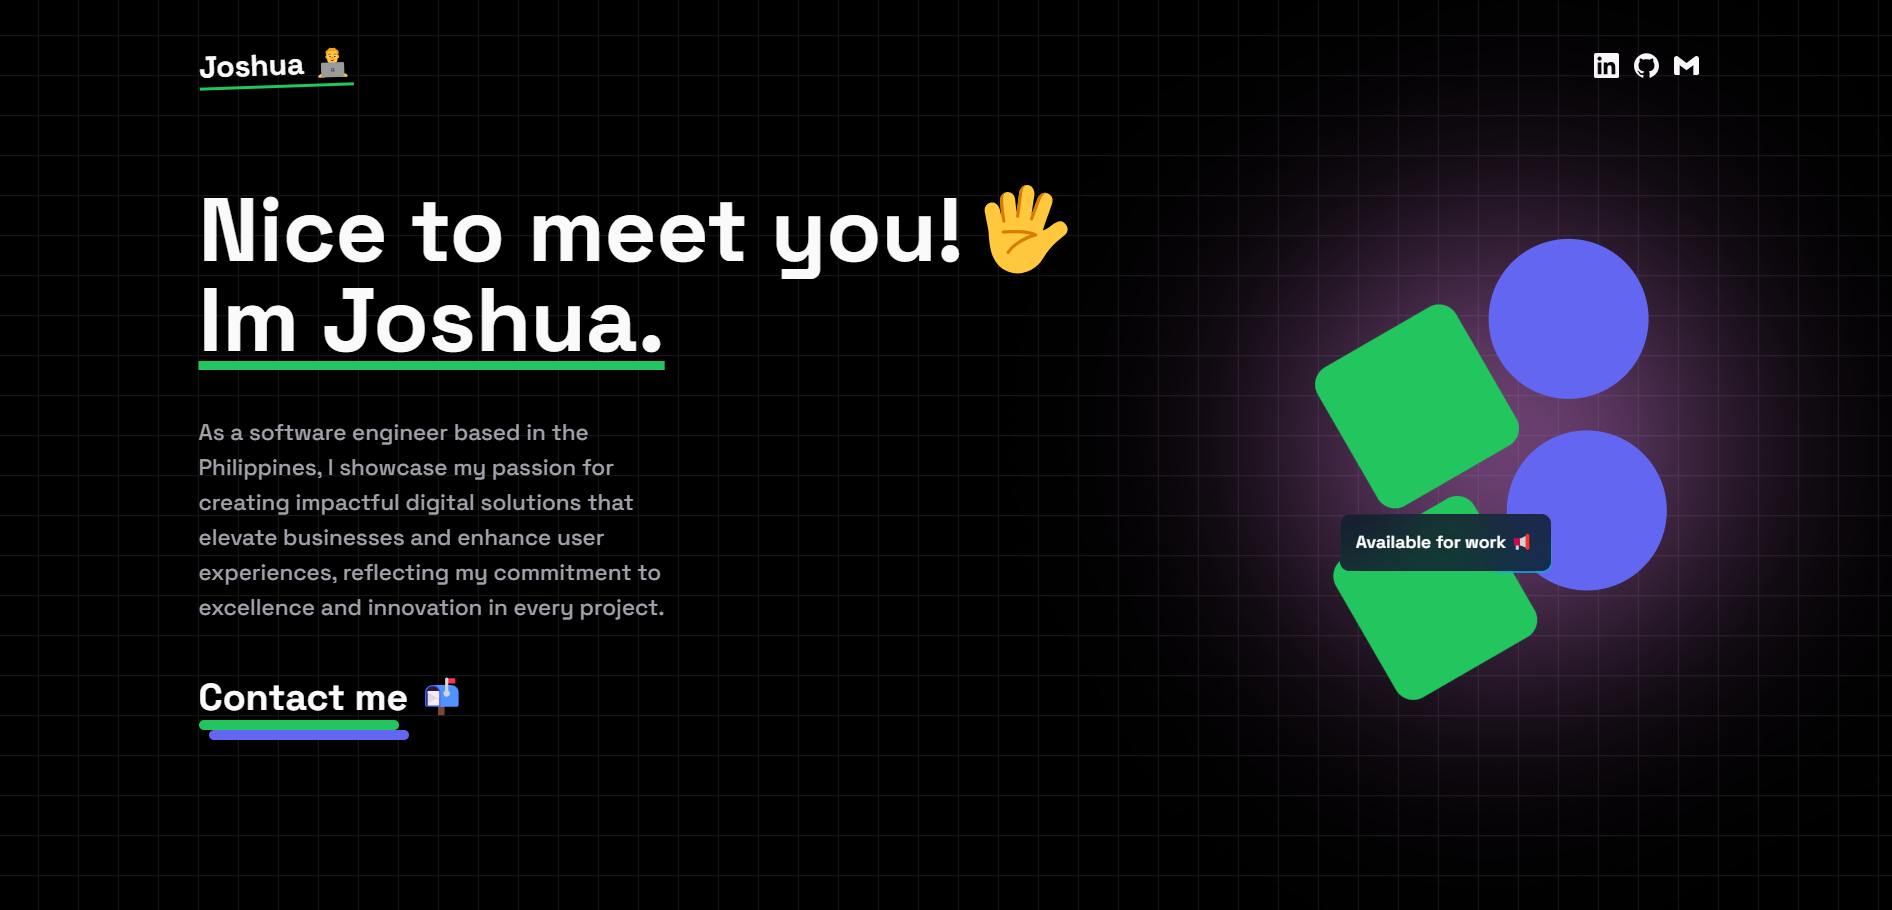 Joshua
Nice to meet you!
Im Joshua.
As a software engineer based in the
Philippines, I showcase my passion for
creating impactful digital solutions that
elevate businesses and enhance user
experiences, reflecting my commitment to
excellence and innovation in every project.
Available for work
Contact me